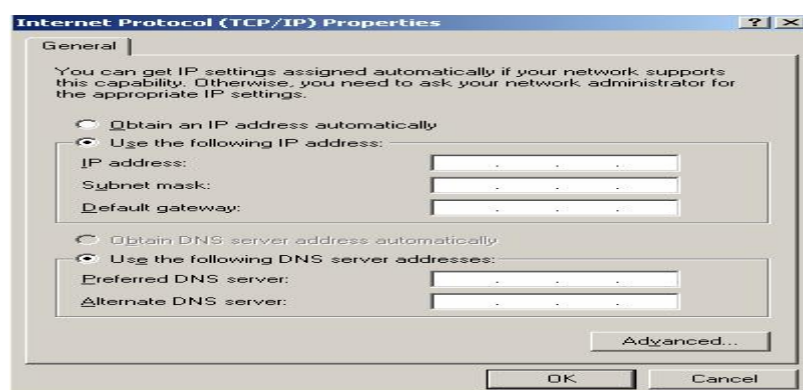 Internet Protocol (TCP/IP) Properties
General
You can get IP settings assigned automatically if your network supports
this capability. Otherwise, you need to ask your network administrator for
the appropriate IP settings.
Obtain an IP address automatically
Use the following IP address:
IP address:
Subnet mask:
Default gateway:
Obtain DNS server address automatically
Use the following DNS server addresses:
Preferred DNS server:
Alternate DNS server:
Advanced...
OK Cancel